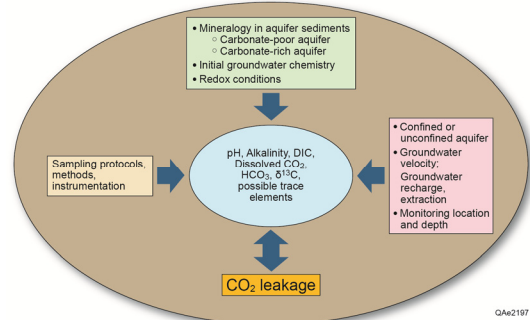 • Mineralogy in aquifer sediments
○ Carbonate-poor aquifer
○ Carbonate-rich aquifer
• Initial groundwater chemistry
• Redox conditions
Sampling protocols,
methods,
instrumentation
pH, Alkalinity, DIC,
Dissolved CO₂,
HCO₃, δ¹³C,
possible trace
elements
• Confined or
unconfined aquifer
• Groundwater
velocity;
Groundwater
recharge,
extraction
• Monitoring location
and depth
CO₂ leakage
QAe2197